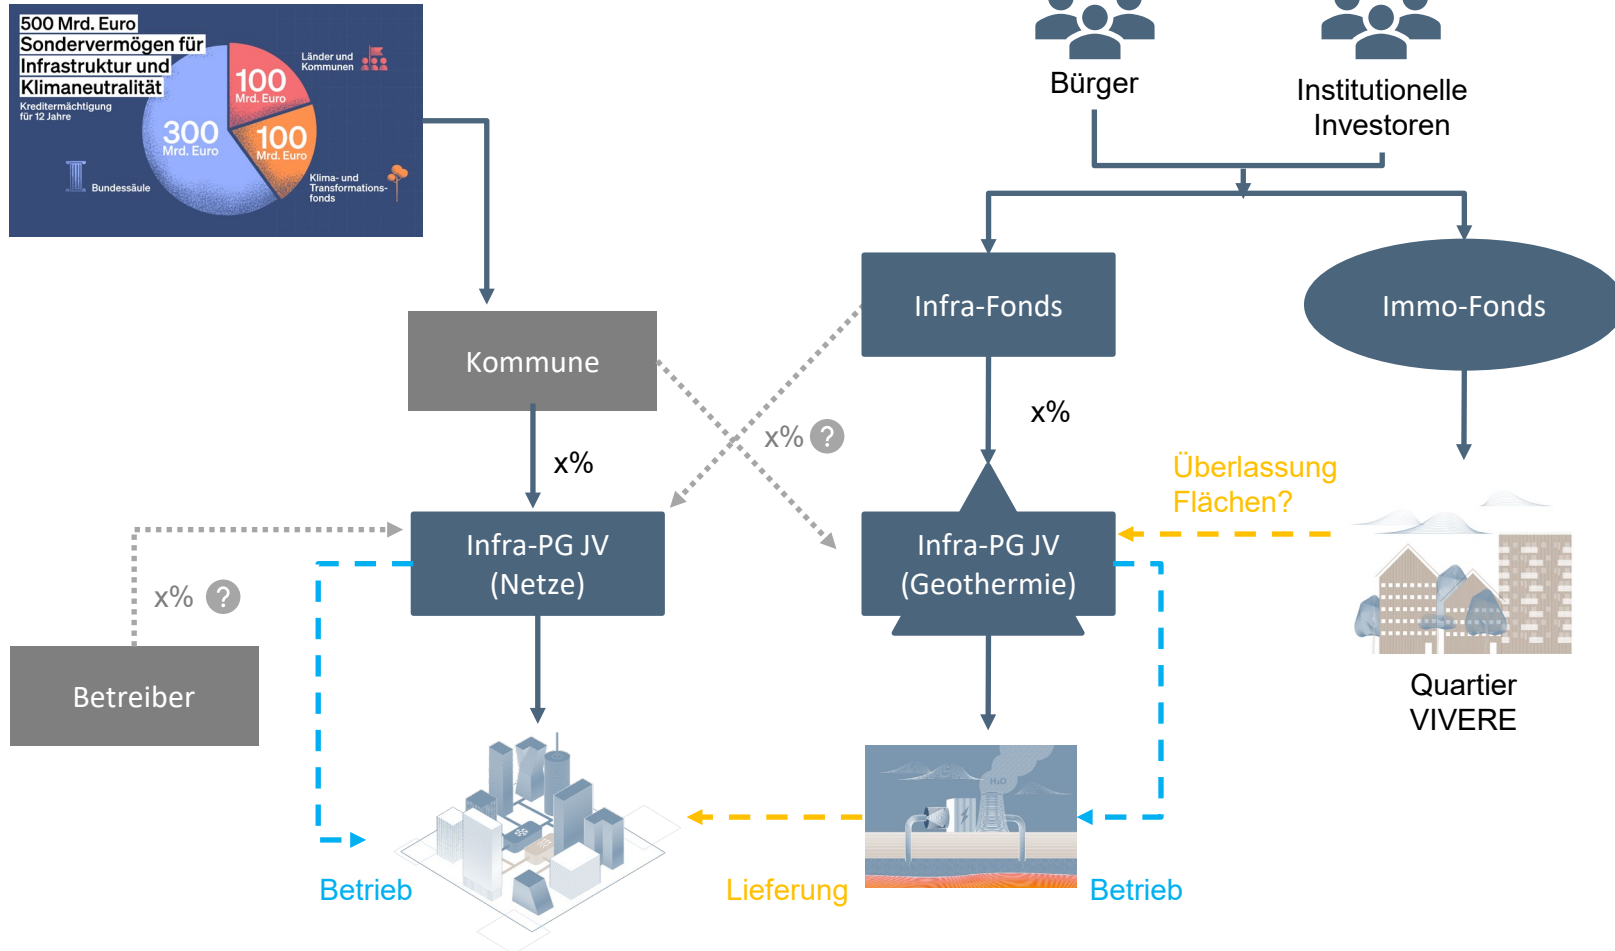 500 Mrd. Euro
Sondervermögen für
Infrastruktur und
Klimaneutralität
Kreditermächtigung
für 12 Jahre
100
Mrd. Euro
Länder und
Kommunen
300
Mrd. Euro
100
Mrd. Euro
Bundessäule
Klima- und
Transformations-
fonds
Bürger
Institutionelle
Investoren
Infra-Fonds
Immo-Fonds
Kommune
x%
x% ?
x%
Überlassung
Flächen?
Infra-PG JV
(Netze)
Infra-PG JV
(Geothermie)
x% ?
Betreiber
Quartier
VIVERE
H₂O
Betrieb
Lieferung
Betrieb